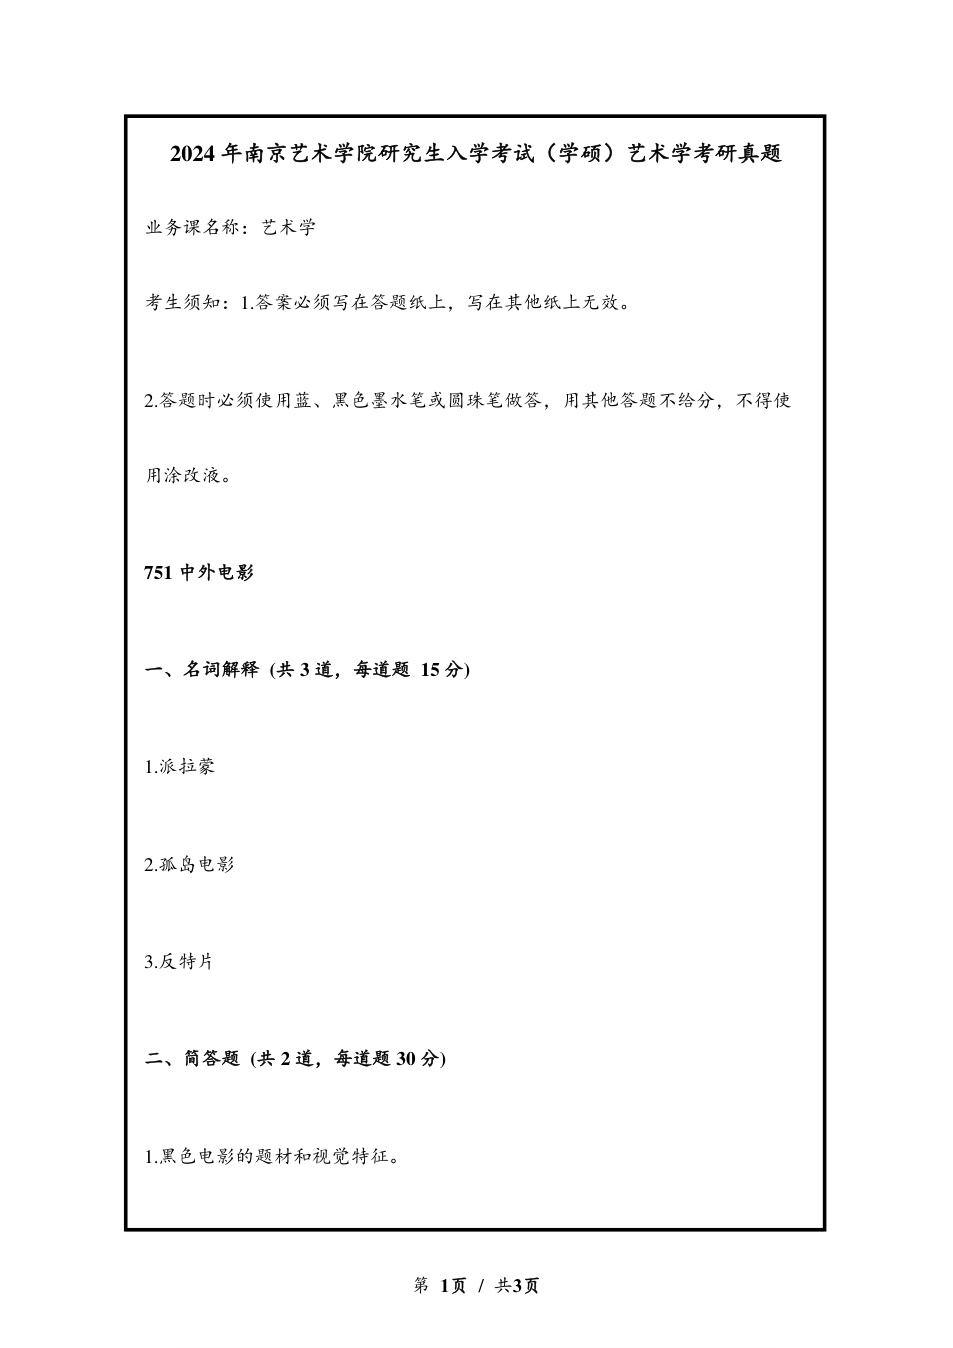 2024 年南京艺术学院研究生入学考试（学硕）艺术学考研真题
业务课名称：艺术学
考生须知：1.答案必须写在答题纸上，写在其他纸上无效。
2.答题时必须使用蓝、黑色墨水笔或圆珠笔做答，用其他答题不给分，不得使
用涂改液。
751 中外电影
一、名词解释 (共 3 道，每道题 15 分)
1.派拉蒙
2.孤岛电影
3.反特片
二、简答题 (共 2 道，每道题 30 分)
1.黑色电影的题材和视觉特征。
第 1页 / 共3页